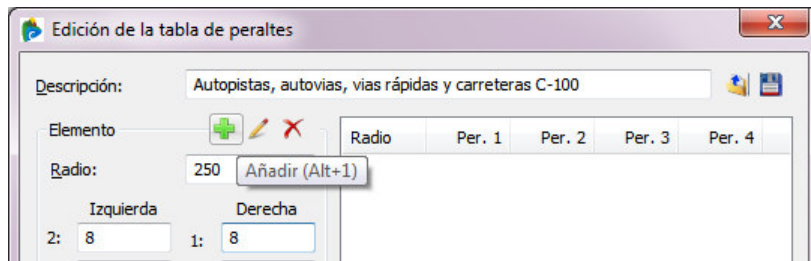 Edición de la tabla de peraltes
Descripción: Autopistas, autovias, vias rápidas y carreteras C-100
Elemento
Radio Per. 1 Per. 2 Per. 3 Per. 4
Radio: 250 Añadir (Alt+1)
Izquierda Derecha
2: 8 1: 8